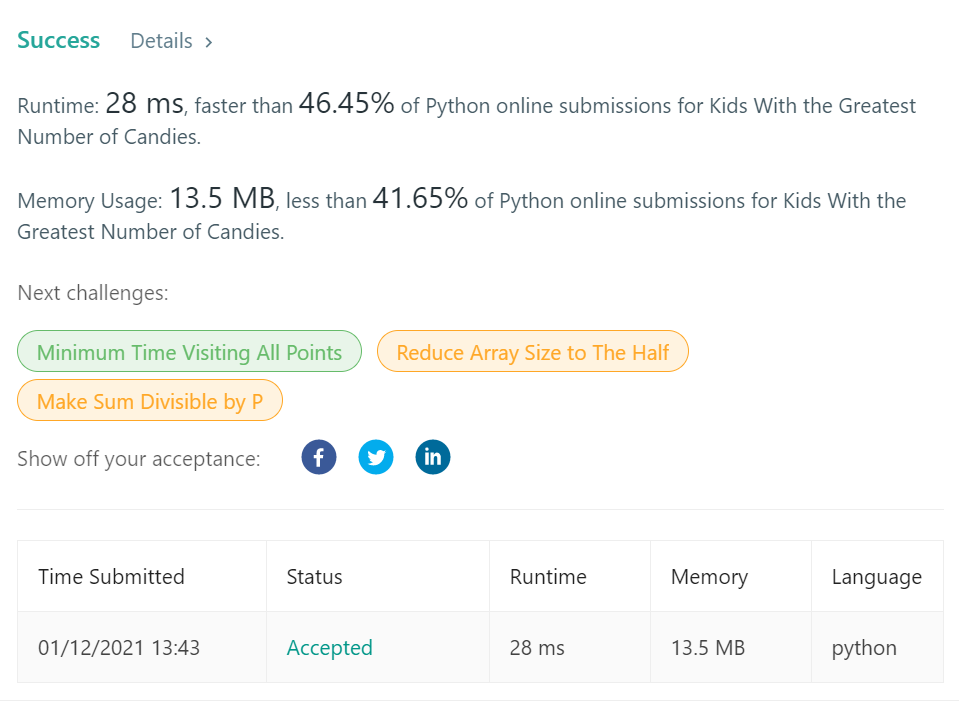 Success Details >
Runtime: 28 ms, faster than 46.45% of Python online submissions for Kids With the Greatest
Number of Candies.
Memory Usage: 13.5 MB, less than 41.65% of Python online submissions for Kids With the
Greatest Number of Candies.
Next challenges:
Minimum Time Visiting All Points Reduce Array Size to The Half
Make Sum Divisible by P
Show off your acceptance: f in
Time Submitted Status Runtime Memory Language
01/12/2021 13:43 Accepted 28 ms 13.5 MB python